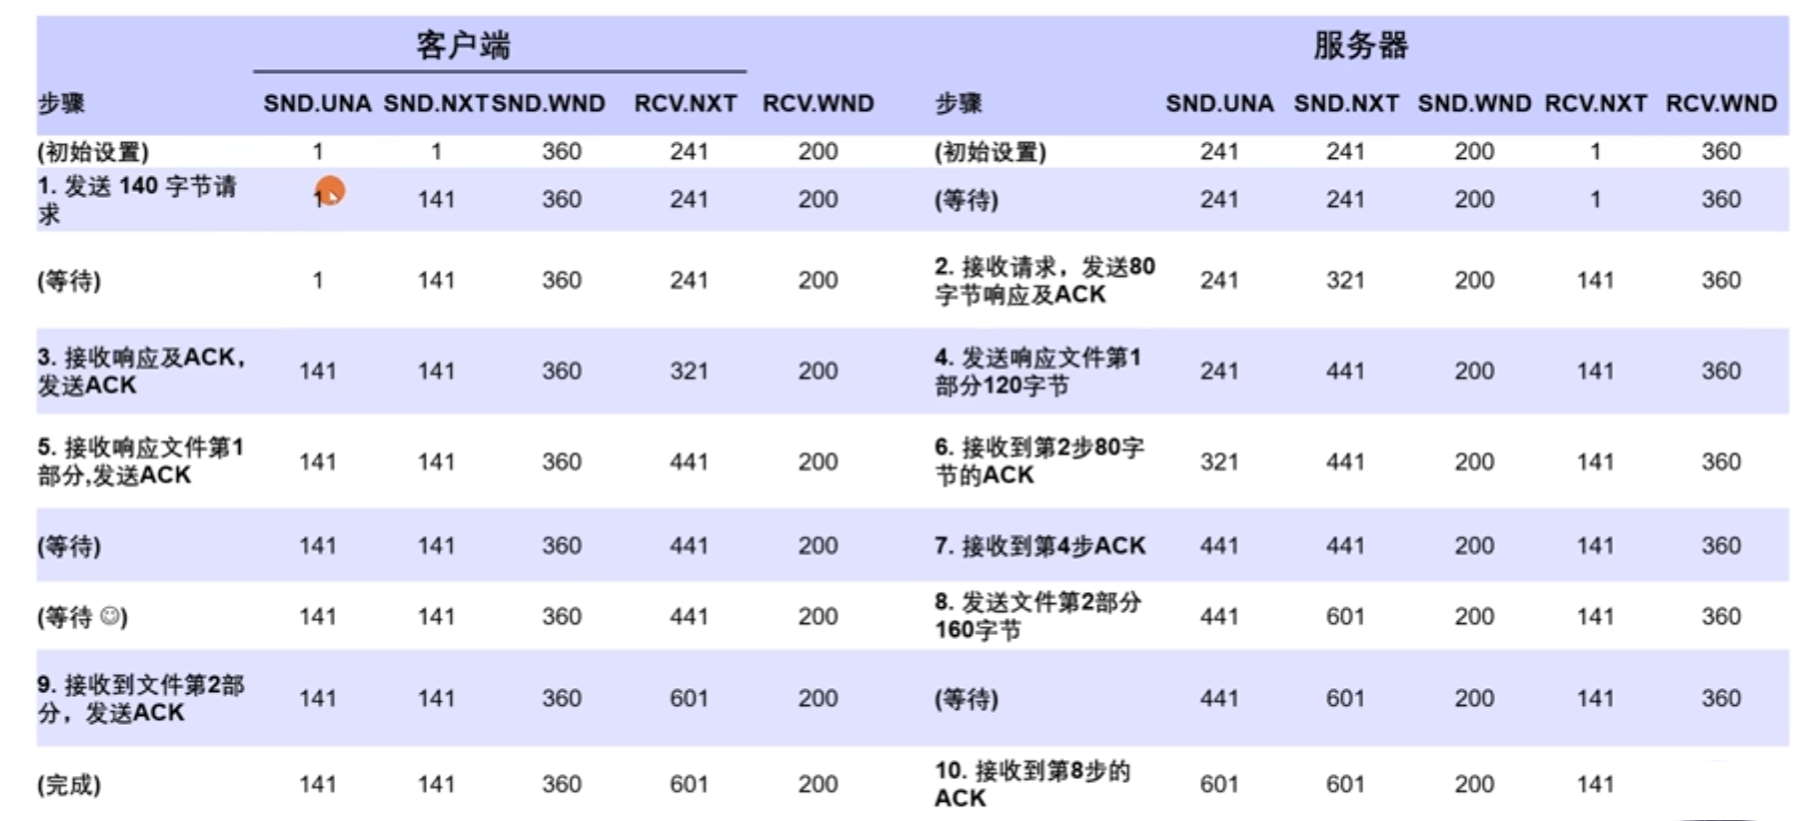 客户端 服务器
步骤 SND.UNA SND.NXT SND.WND RCV.NXT RCV.WND 步骤 SND.UNA SND.NXT SND.WND RCV.NXT RCV.WND
(初始设置) 1 1 360 241 200 (初始设置) 241 241 200 1 360
1. 发送 140 字节请
求 1 141 360 241 200 (等待) 241 241 200 1 360
(等待) 1 141 360 241 200 2. 接收请求，发送80
字节响应及ACK 241 321 200 141 360
3. 接收响应及ACK，
发送ACK 141 141 360 321 200 4. 发送响应文件第1
部分120字节 241 441 200 141 360
5. 接收响应文件第1
部分,发送ACK 141 141 360 441 200 6. 接收到第2步80字
节的ACK 321 441 200 141 360
(等待) 141 141 360 441 200 7. 接收到第4步ACK 441 441 200 141 360
(等待 ☺) 141 141 360 441 200 8. 发送文件第2部分
160字节 441 601 200 141 360
9. 接收到文件第2部
分，发送ACK 141 141 360 601 200 (等待) 441 601 200 141 360
(完成) 141 141 360 601 200 10. 接收到第8步的
ACK 601 601 200 141